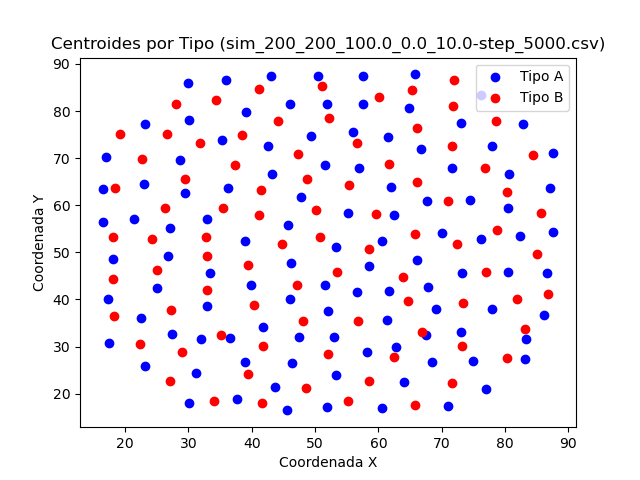 Centroides por Tipo (sim_200_200_100.0_0.0_10.0-step_5000.csv)
Tipo A
Tipo B
90
80
70
60
50
40
30
20
Coordenada Y
20 30 40 50 60 70 80 90
Coordenada X